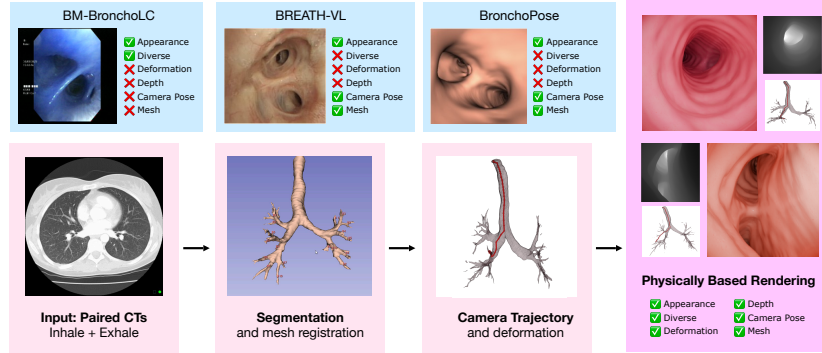 BM-BronchoLC
✅ Appearance
✅ Diverse
❌ Deformation
❌ Depth
❌ Camera Pose
❌ Mesh
BREATH-VL
✅ Appearance
❌ Diverse
❌ Deformation
❌ Depth
✅ Camera Pose
✅ Mesh
BronchoPose
✅ Appearance
❌ Diverse
❌ Deformation
❌ Depth
✅ Camera Pose
✅ Mesh
Input: Paired CTs
Inhale + Exhale
Segmentation
and mesh registration
Camera Trajectory
and deformation
Physically Based Rendering
✅ Appearance
✅ Diverse
✅ Deformation
✅ Depth
✅ Camera Pose
✅ Mesh